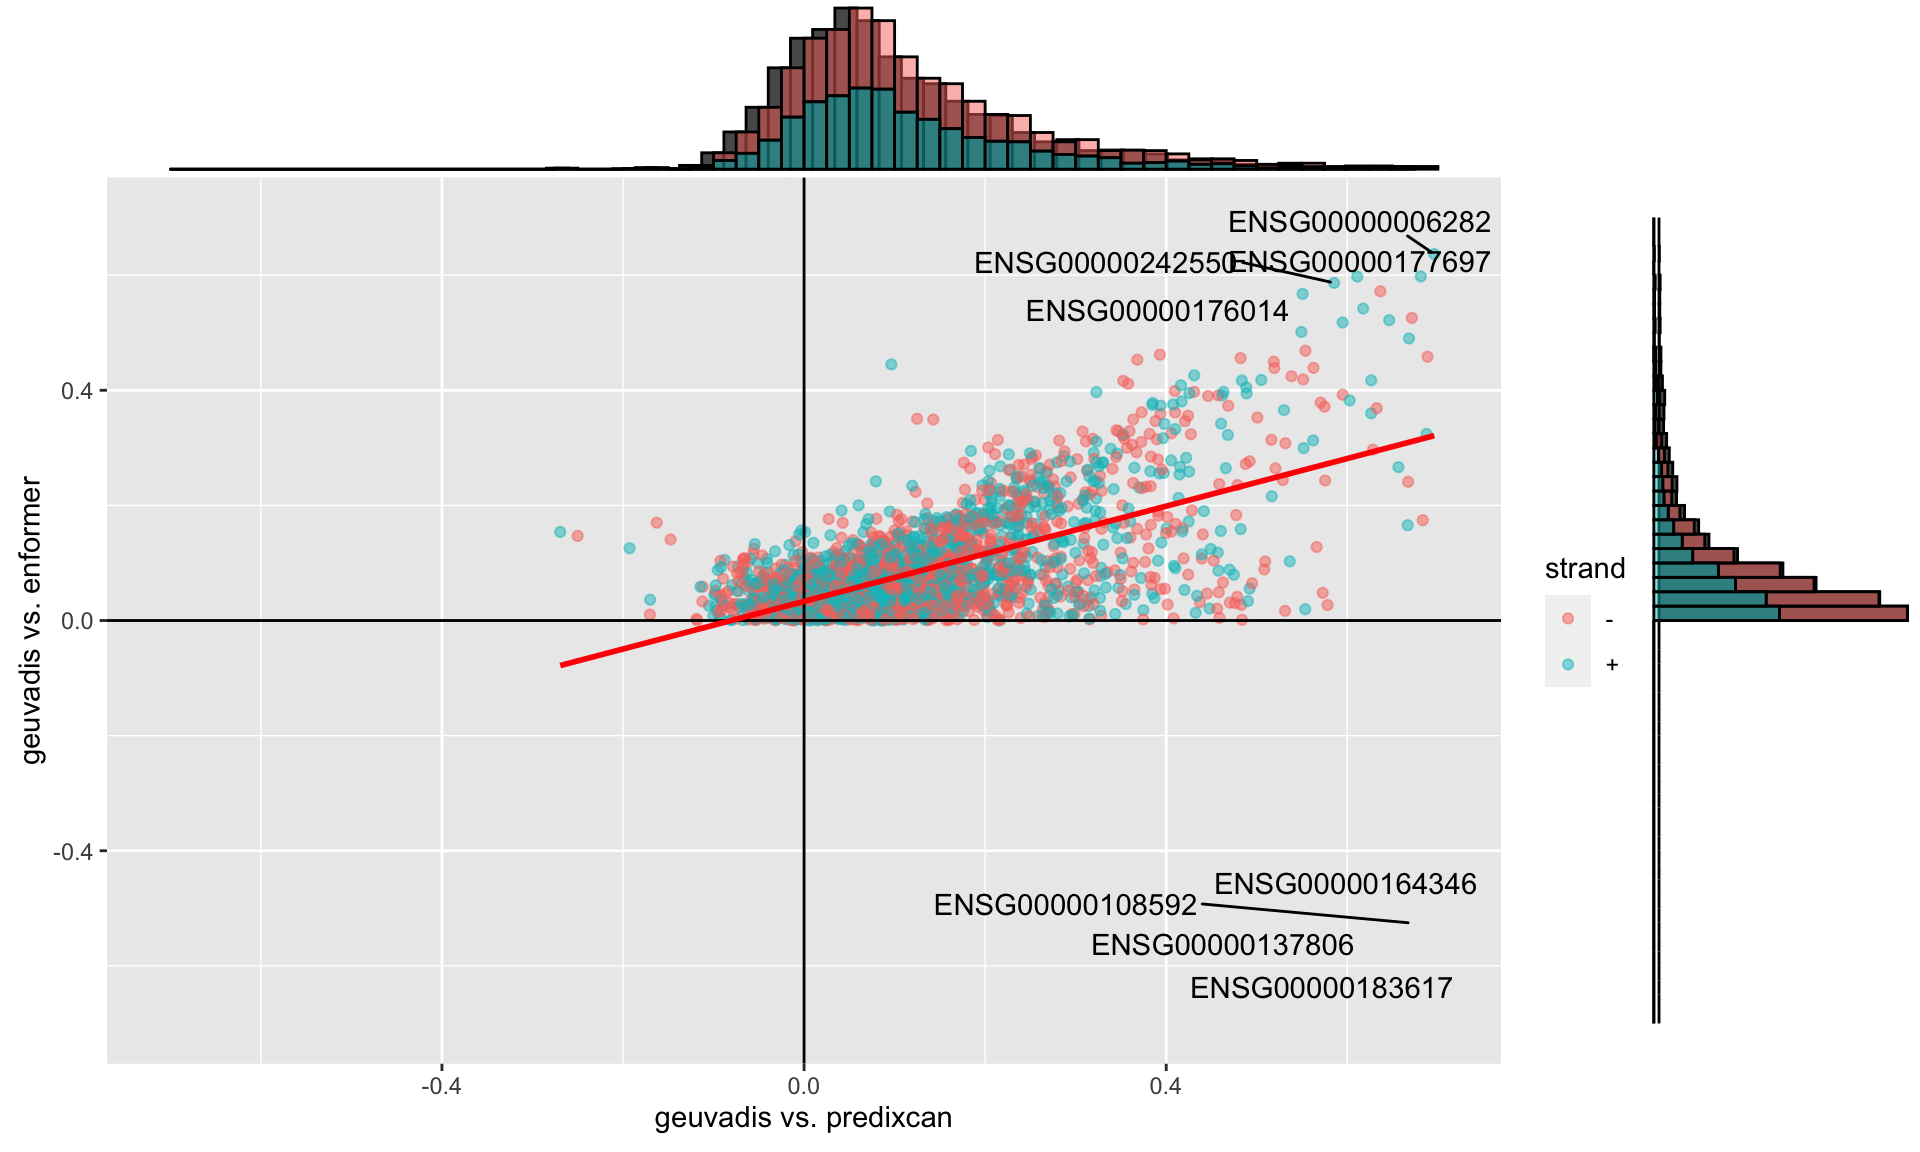 ENSG00000006282
ENSG00000242550
ENSG00000177697
ENSG00000176014
0.4
0.0
-0.4
geuvadis vs. enformer
ENSG00000164346
ENSG00000108592
ENSG00000137806
ENSG00000183617
-0.4
0.0
0.4
geuvadis vs. predixcan
strand
-
+